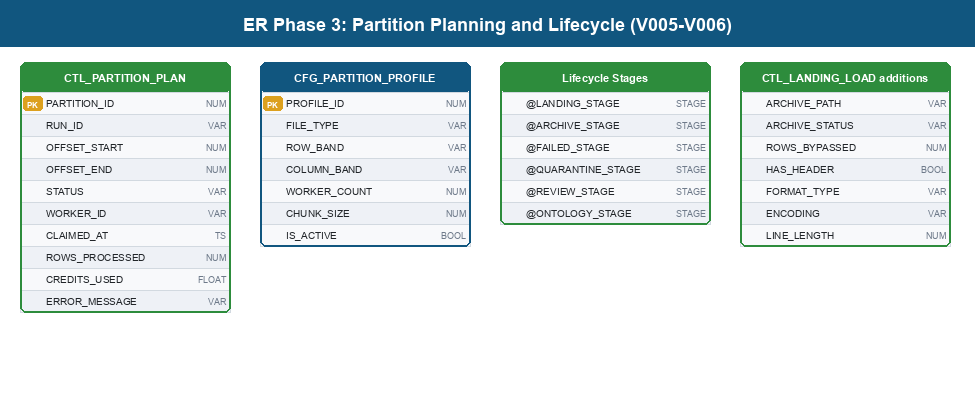 ER Phase 3: Partition Planning and Lifecycle (V005-V006)
CTL_PARTITION_PLAN
PK PARTITION_ID NUM
RUN_ID VAR
OFFSET_START NUM
OFFSET_END NUM
STATUS VAR
WORKER_ID VAR
CLAIMED_AT TS
ROWS_PROCESSED NUM
CREDITS_USED FLOAT
ERROR_MESSAGE VAR
CFG_PARTITION_PROFILE
PK PROFILE_ID NUM
FILE_TYPE VAR
ROW_BAND VAR
COLUMN_BAND VAR
WORKER_COUNT NUM
CHUNK_SIZE NUM
IS_ACTIVE BOOL
Lifecycle Stages
@LANDING_STAGE STAGE
@ARCHIVE_STAGE STAGE
@FAILED_STAGE STAGE
@QUARANTINE_STAGE STAGE
@REVIEW_STAGE STAGE
@ONTOLOGY_STAGE STAGE
CTL_LANDING_LOAD additions
ARCHIVE_PATH VAR
ARCHIVE_STATUS VAR
ROWS_BYPASSED NUM
HAS_HEADER BOOL
FORMAT_TYPE VAR
ENCODING VAR
LINE_LENGTH NUM